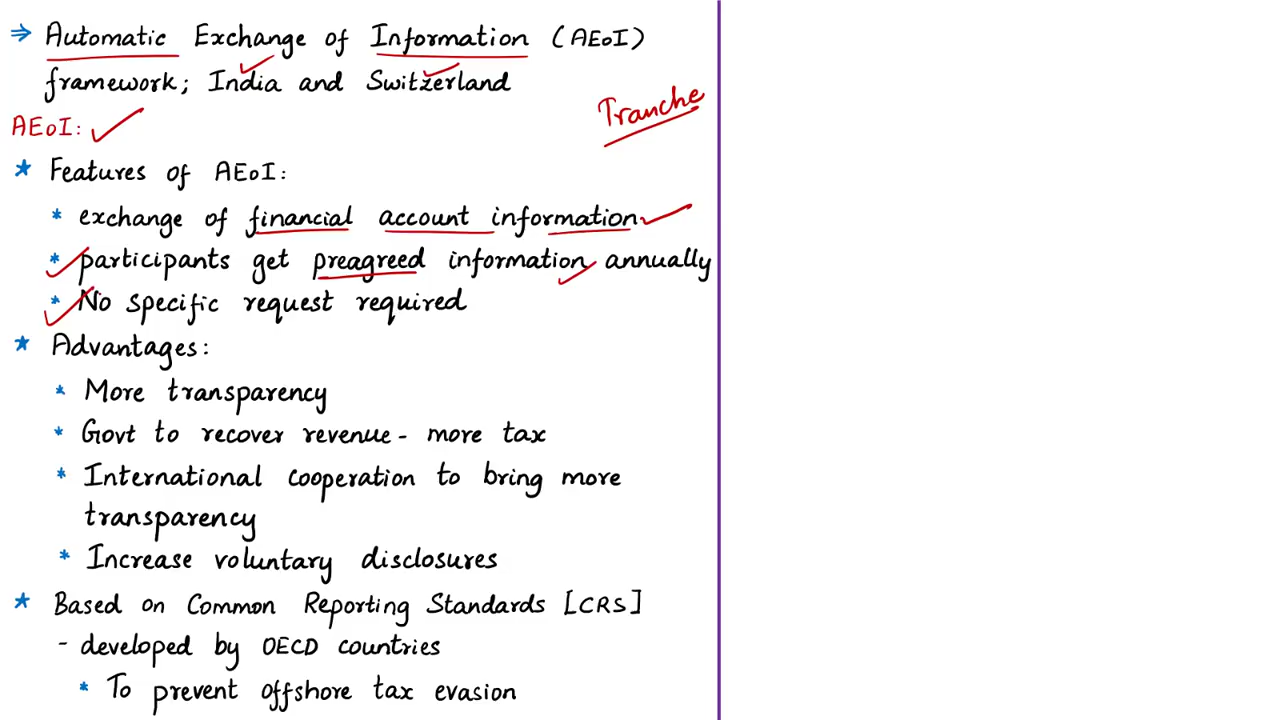 ⇒ Automatic Exchange of Information (AEoI)
framework; India and Switzerland
Tranche
AEoI:
* Features of AEoI:
* exchange of financial account information
* participants get preagreed information annually
* No specific request required
* Advantages:
* More transparency
* Govt to recover revenue - more tax
* International cooperation to bring more
transparency
* Increase voluntary disclosures
* Based on Common Reporting Standards [CRS]
- developed by OECD countries
* To prevent offshore tax evasion